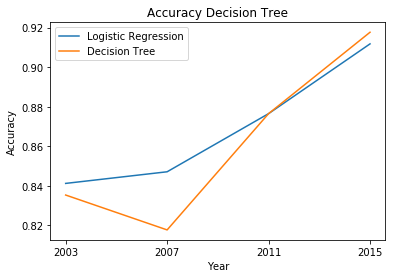 Accuracy Decision Tree
Logistic Regression
Decision Tree
0.92
0.90
0.88
0.86
0.84
0.82
Accuracy
2003 2007 2011 2015
Year